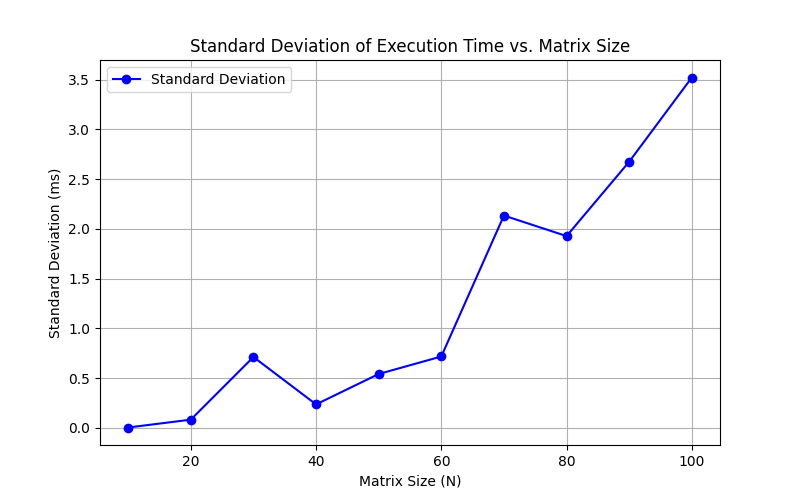 Standard Deviation of Execution Time vs. Matrix Size
Standard Deviation
3.5
3.0
2.5
2.0
1.5
1.0
0.5
0.0
Standard Deviation (ms)
20 40 60 80 100
Matrix Size (N)